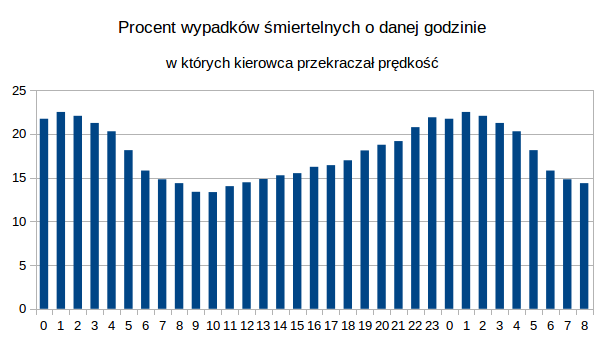 Procent wypadków śmiertelnych o danej godzinie
w których kierowca przekraczał prędkość
25
20
15
10
5
0
0 1 2 3 4 5 6 7 8 9 10 11 12 13 14 15 16 17 18 19 20 21 22 23 0 1 2 3 4 5 6 7 8